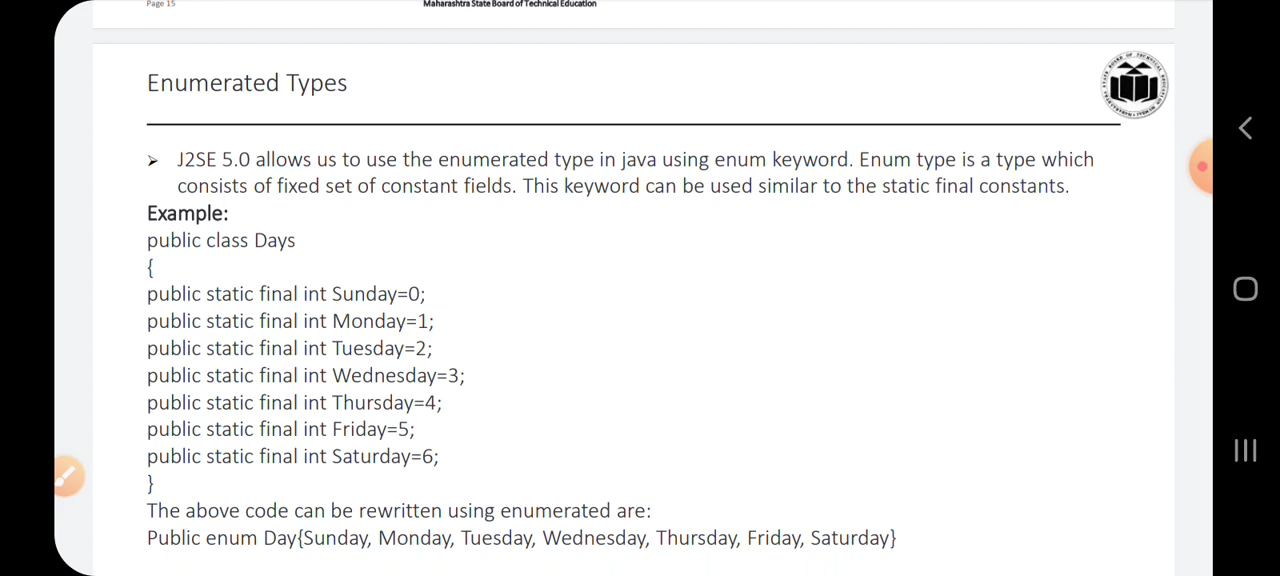 Page 15
Maharashtra State Board of Technical Education
Enumerated Types
➢ J2SE 5.0 allows us to use the enumerated type in java using enum keyword. Enum type is a type which
consists of fixed set of constant fields. This keyword can be used similar to the static final constants.
Example:
public class Days
{
public static final int Sunday=0;
public static final int Monday=1;
public static final int Tuesday=2;
public static final int Wednesday=3;
public static final int Thursday=4;
public static final int Friday=5;
public static final int Saturday=6;
}
The above code can be rewritten using enumerated are:
Public enum Day{Sunday, Monday, Tuesday, Wednesday, Thursday, Friday, Saturday}